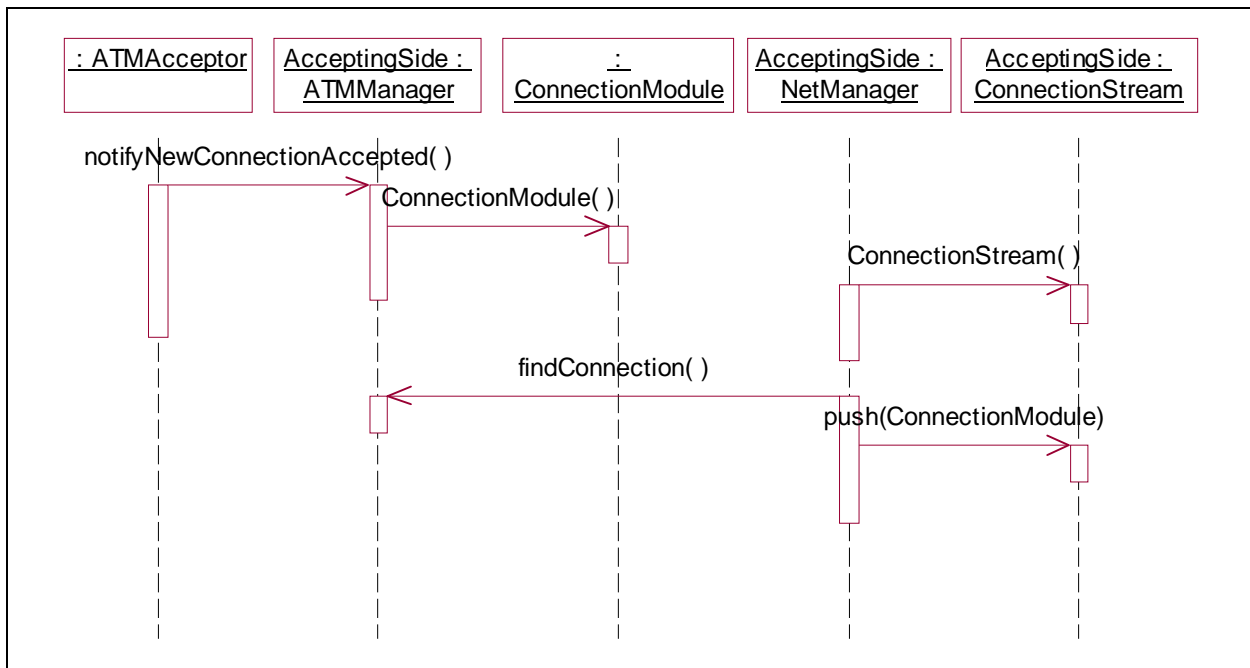 : ATMAcceptor
AcceptingSide :
ATMManager
:
ConnectionModule
AcceptingSide :
NetManager
AcceptingSide :
ConnectionStream
notifyNewConnectionAccepted( )
ConnectionModule( )
ConnectionStream( )
findConnection( )
push(ConnectionModule)